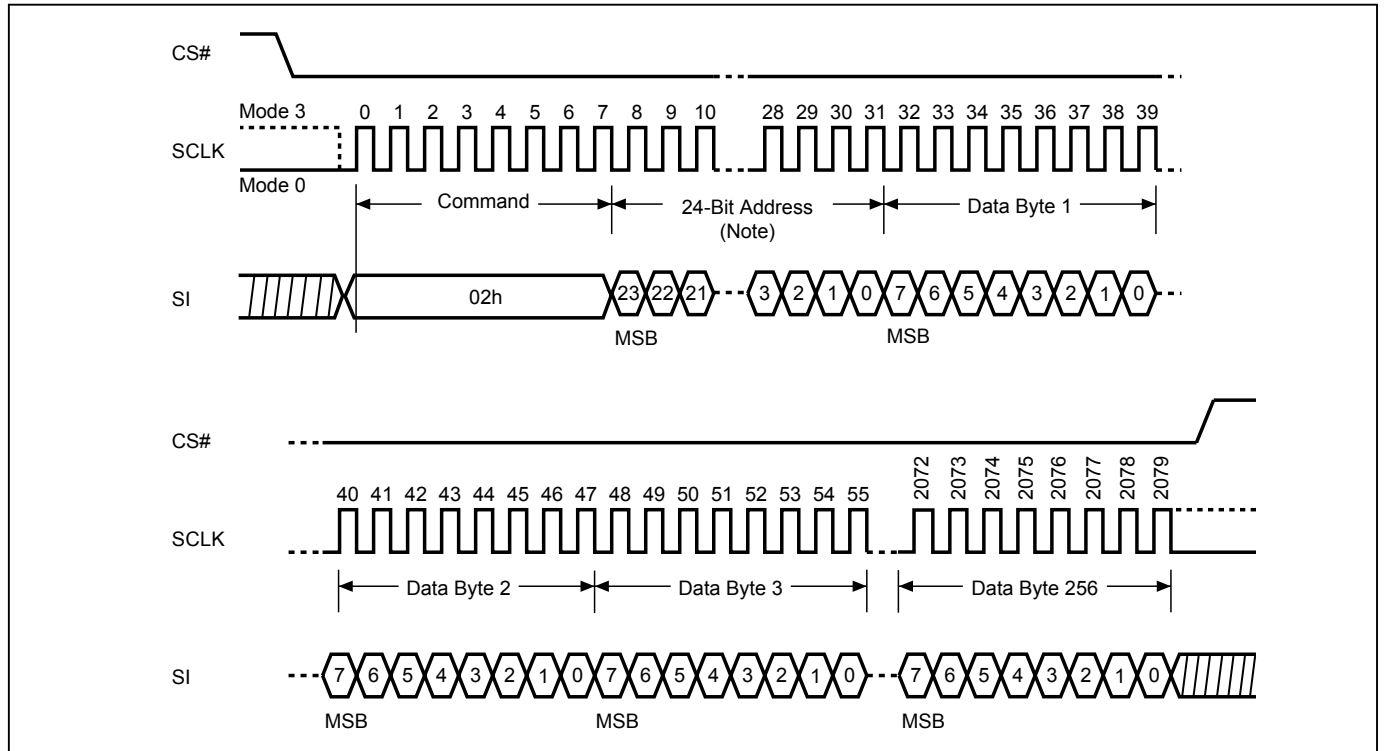 CS#
Mode 3
0 1 2 3 4 5 6 7 8 9 10 28 29 30 31 32 33 34 35 36 37 38 39
SCLK
Mode 0
Command
24-Bit Address
(Note)
Data Byte 1
SI
02h
23 22 21 3 2 1 0 7 6 5 4 3 2 1 0
MSB MSB
CS#
40 41 42 43 44 45 46 47 48 49 50 51 52 53 54 55 2072 2073 2074 2075 2076 2077 2078 2079
SCLK
Data Byte 2 Data Byte 3 Data Byte 256
SI
7 6 5 4 3 2 1 0 7 6 5 4 3 2 1 0 7 6 5 4 3 2 1 0
MSB MSB MSB